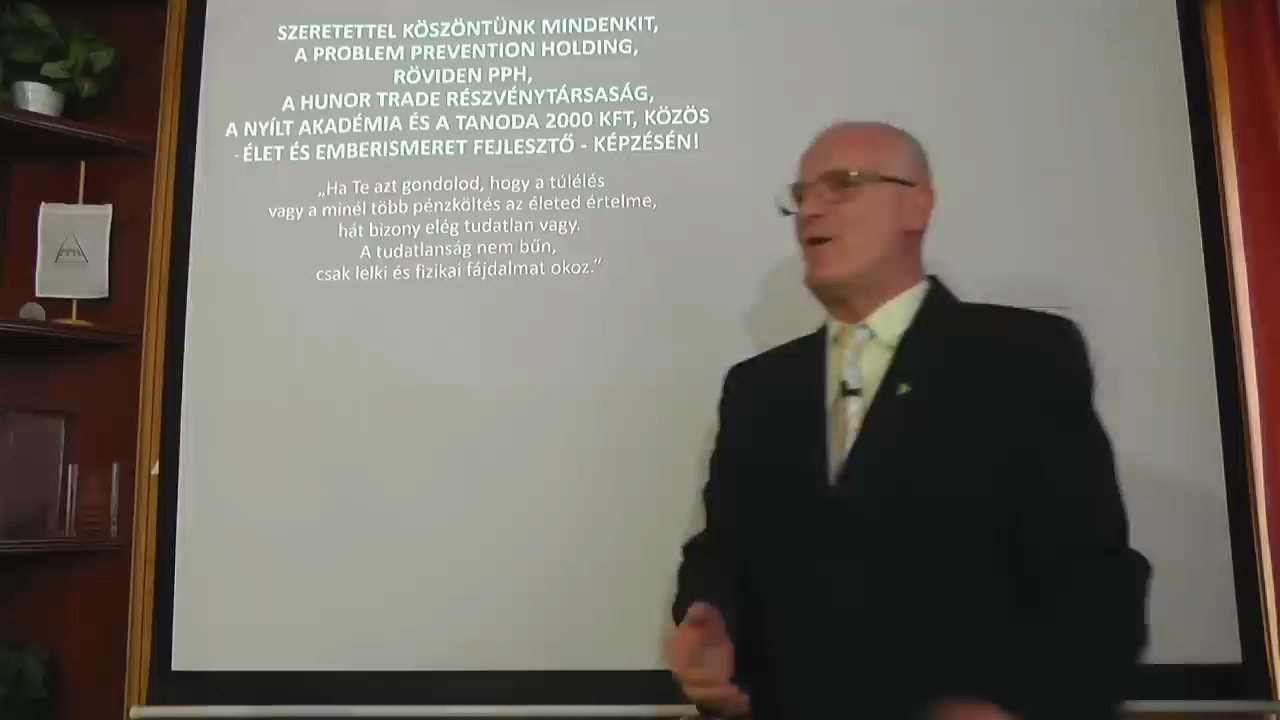 SZERETETTEL KÖSZÖNTÜNK MINDENKIT,
A PROBLEM PREVENTION HOLDING,
RÖVIDEN PPH,
A HUNOR TRADE RÉSZVÉNYTÁRSASÁG,
A NYÍLT AKADÉMIA ÉS A TANODA 2000 KFT, KÖZÖS
- ÉLET ÉS EMBERISMERET FEJLESZTŐ - KÉPZÉSÉN!
„Ha Te azt gondolod, hogy a túlélés
vagy a minél több pénzköltés az életed értelme,
hát bizony elég tudatlan vagy.
A tudatlanság nem bűn,
csak lelki és fizikai fájdalmat okoz.”